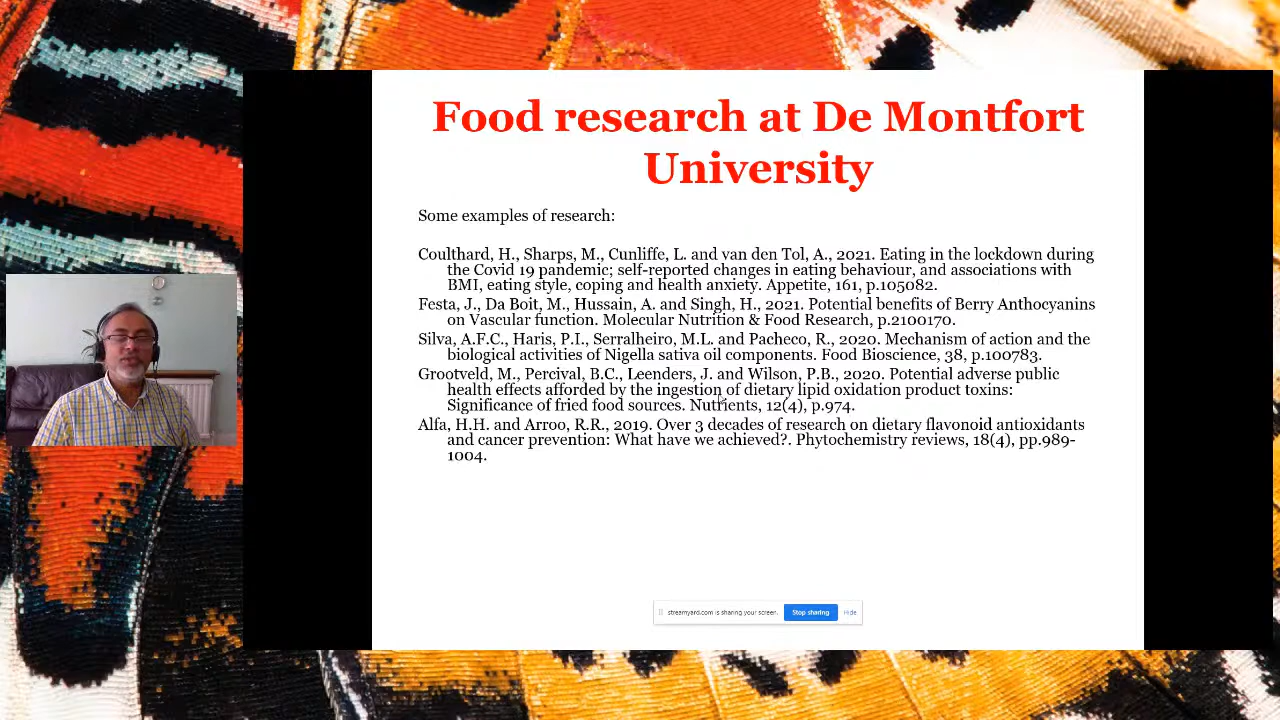 Food research at De Montfort
University
Some examples of research:
Coulthard, H., Sharps, M., Cunliffe, L. and van den Tol, A., 2021. Eating in the lockdown during
the Covid 19 pandemic; self-reported changes in eating behaviour, and associations with
BMI, eating style, coping and health anxiety. Appetite, 161, p.105082.
Festa, J., Da Boit, M., Hussain, A. and Singh, H., 2021. Potential benefits of Berry Anthocyanins
on Vascular function. Molecular Nutrition & Food Research, p.2100170.
Silva, A.F.C., Haris, P.I., Serralheiro, M.L. and Pacheco, R., 2020. Mechanism of action and the
biological activities of Nigella sativa oil components. Food Bioscience, 38, p.100783.
Grootveld, M., Percival, B.C., Leenders, J. and Wilson, P.B., 2020. Potential adverse public
health effects afforded by the ingestion of dietary lipid oxidation product toxins:
Significance of fried food sources. Nutrients, 12(4), p.974.
Alfa, H.H. and Arroo, R.R., 2019. Over 3 decades of research on dietary flavonoid antioxidants
and cancer prevention: What have we achieved?. Phytochemistry reviews, 18(4), pp.989-
1004.
streamyard.com is sharing your screen. Stop sharing Hide